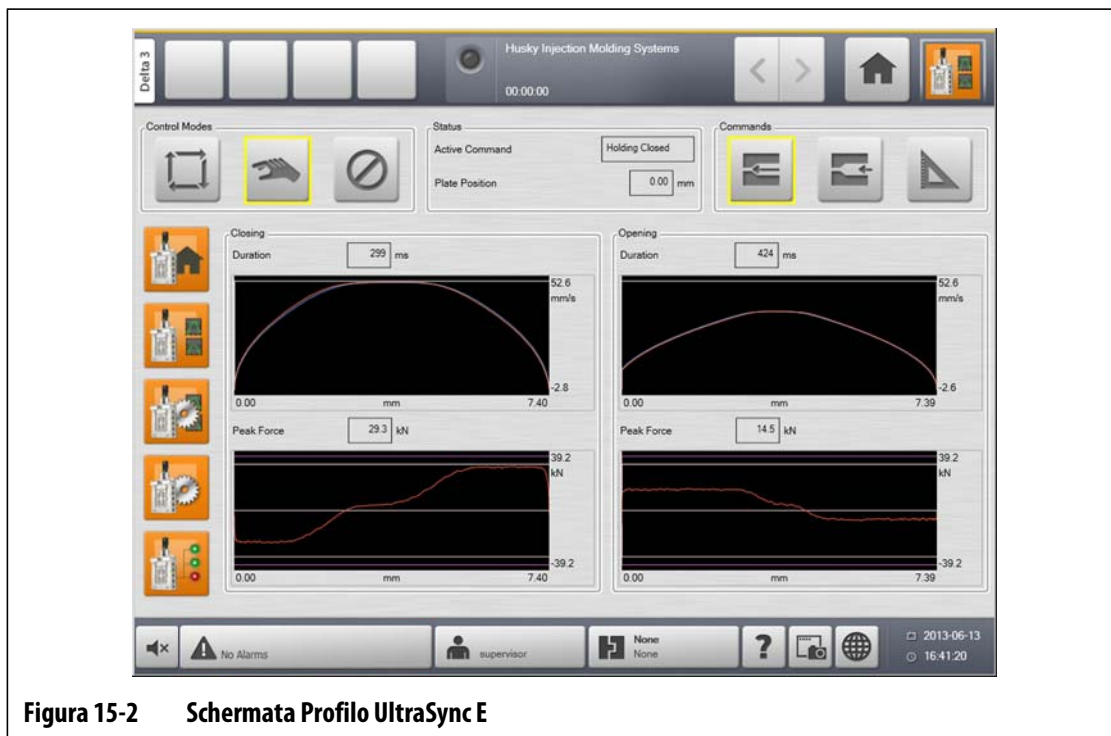 Delta 3
Husky Injection Molding Systems
00:00:00
Control Modes
Status
Active Command
Holding Closed
Plate Position
0.00 mm
Commands
Closing
Duration
299 ms
52.6
mm/s
-2.8
0.00 mm 7.40
Peak Force
29.3 kN
39.2
kN
-39.2
0.00 mm 7.40
Opening
Duration
424 ms
52.6
mm/s
-2.6
0.00 mm 7.39
Peak Force
14.5 kN
39.2
kN
-39.2
0.00 mm 7.39
No Alarms
supervisor
None
None
?
2013-06-13
16:41:20
Figura 15-2 Schermata Profilo UltraSync E